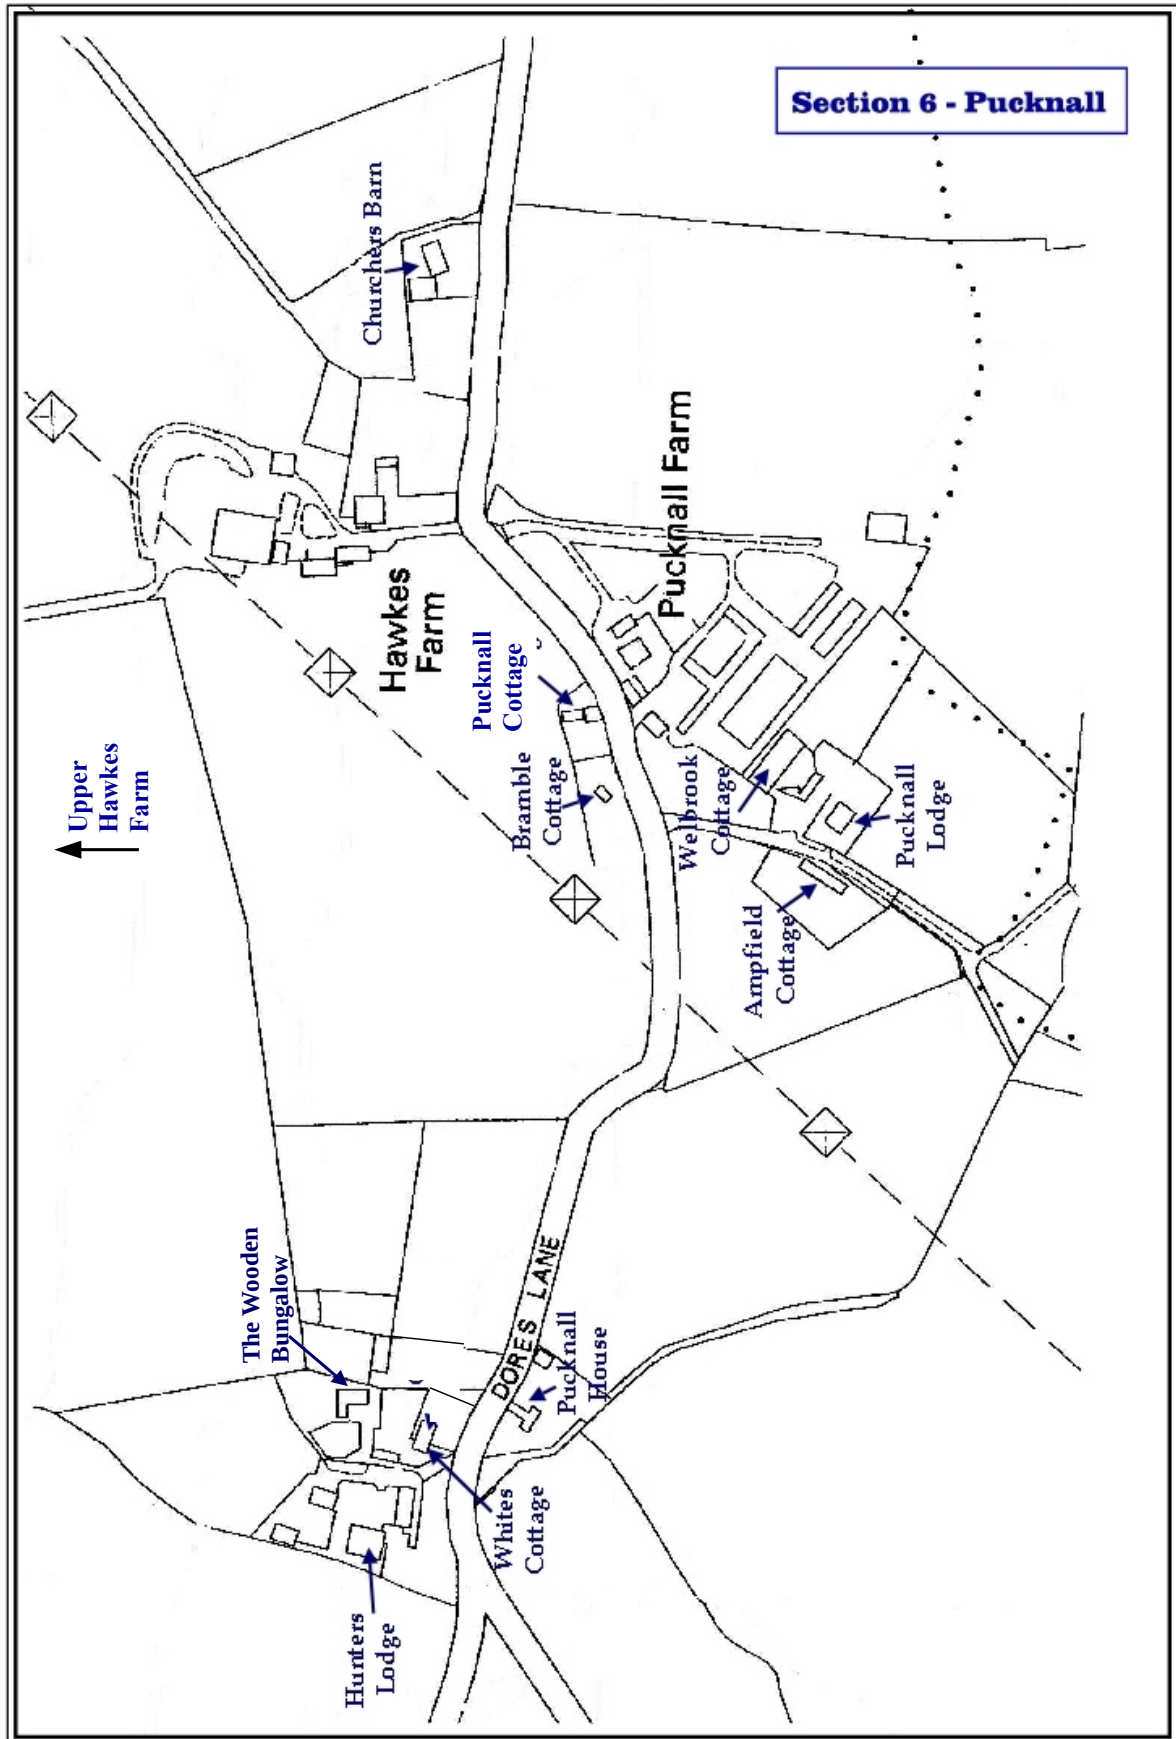 Section 6 - Pucknall
Churchers Barn
Pucknall Farm
Hawkes
Farm
Pucknall
Cottage
Upper
Hawkes
Farm
Bramble
Cottage
Welbrook
Cottage
Pucknall
Lodge
Ampfield
Cottage
The Wooden
Bungalow
DORES LANE
Pucknall
House
Whites
Cottage
Hunters
Lodge